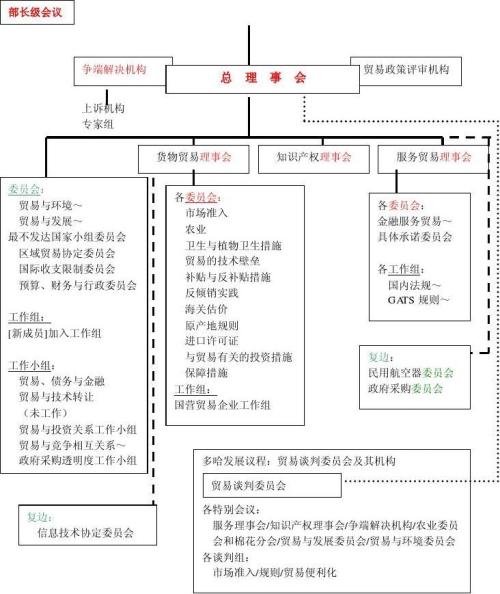 部长级会议
争端解决机构
总 理 事 会
贸易政策评审机构
上诉机构
专家组
货物贸易理事会
知识产权理事会
服务贸易理事会
委员会：
贸易与环境～
贸易与发展～
最不发达国家小组委员会
区域贸易协定委员会
国际收支限制委员会
预算、财务与行政委员会
工作组：
[新成员]加入工作组
工作小组：
贸易、债务与金融
贸易与技术转让
（未工作）
贸易与投资关系工作小组
贸易与竞争相互关系～
政府采购透明度工作小组
各委员会：
市场准入
农业
卫生与植物卫生措施
贸易的技术壁垒
补贴与反补贴措施
反倾销实践
海关估价
原产地规则
进口许可证
与贸易有关的投资措施
保障措施
工作组：
国营贸易企业工作组
各委员会：
金融服务贸易～
具体承诺委员会
各工作组：
国内法规～
GATS 规则～
复边：
民用航空器委员会
政府采购委员会
复边：
信息技术协定委员会
多哈发展议程：贸易谈判委员会及其机构
贸易谈判委员会
各特别会议：
服务理事会/知识产权理事会/争端解决机构/农业委员
会和棉花分会/贸易与发展委员会/贸易与环境委员会
各谈判组：
市场准入/规则/贸易便利化